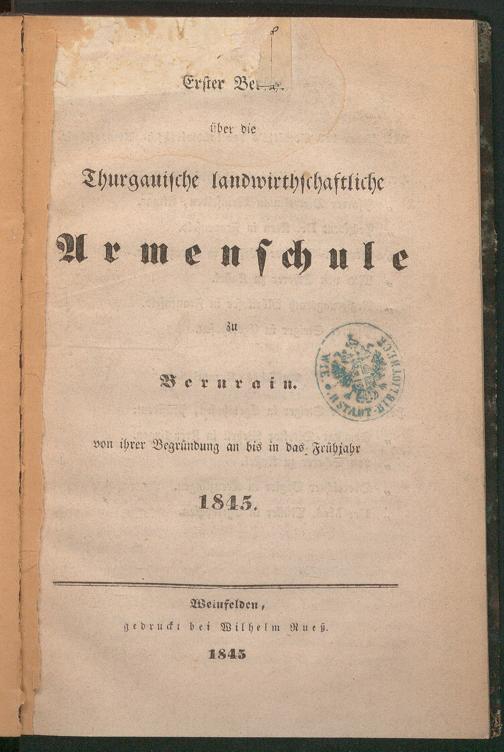 Erster
über die
Thurgauische landwirthschaftliche
Armenschule
zu
Bernrain.
von ihrer Begründung an bis in das Frühjahr
1845.
Weinfelden,
gedruckt bei Wilhelm Rueß.
1845